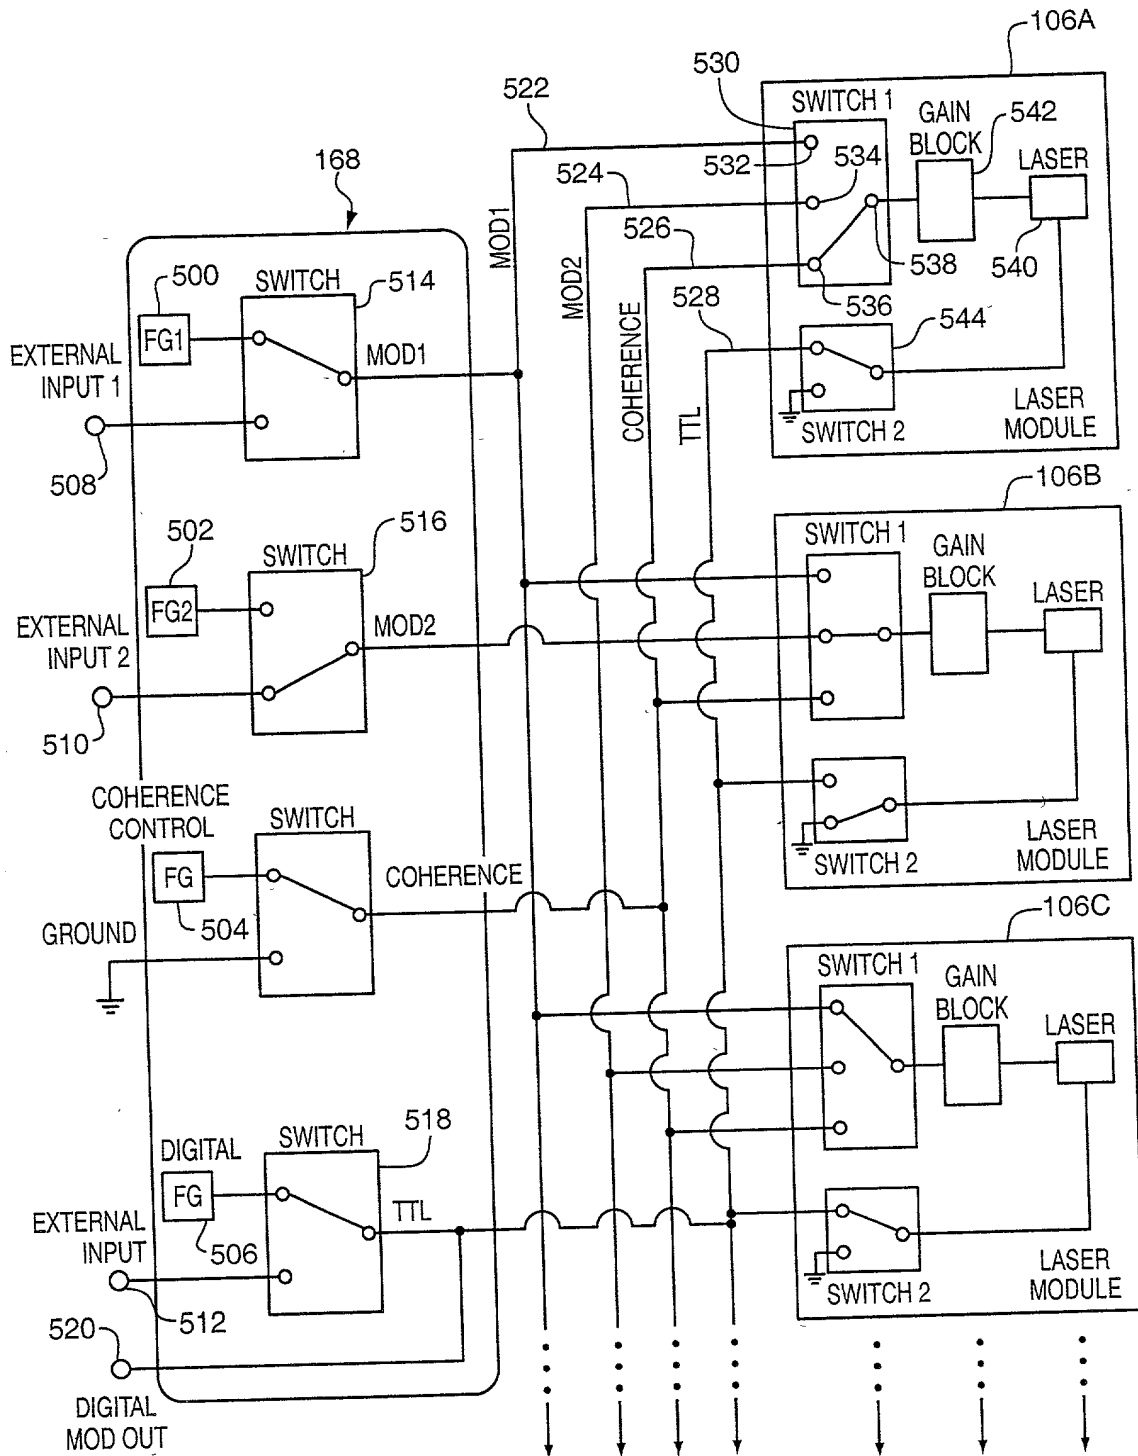 106A
530
SWITCH 1
522
GAIN
BLOCK
542
168
532
534
LASER
524
MOD1
526
538
540
500
SWITCH
514
MOD2
536
528
544
FG1
MOD1
EXTERNAL
INPUT 1
COHERENCE
TTL
LASER
MODULE
SWITCH 2
508
106B
502
516
SWITCH 1
SWITCH
GAIN
BLOCK
LASER
FG2
MOD2
EXTERNAL
INPUT 2
510
COHERENCE
CONTROL
SWITCH
LASER
MODULE
SWITCH 2
FG
COHERENCE
504
GROUND
106C
SWITCH 1
GAIN
BLOCK
LASER
518
DIGITAL
SWITCH
FG
TTL
EXTERNAL
INPUT
506
LASER
MODULE
SWITCH 2
512
520
DIGITAL
MOD OUT